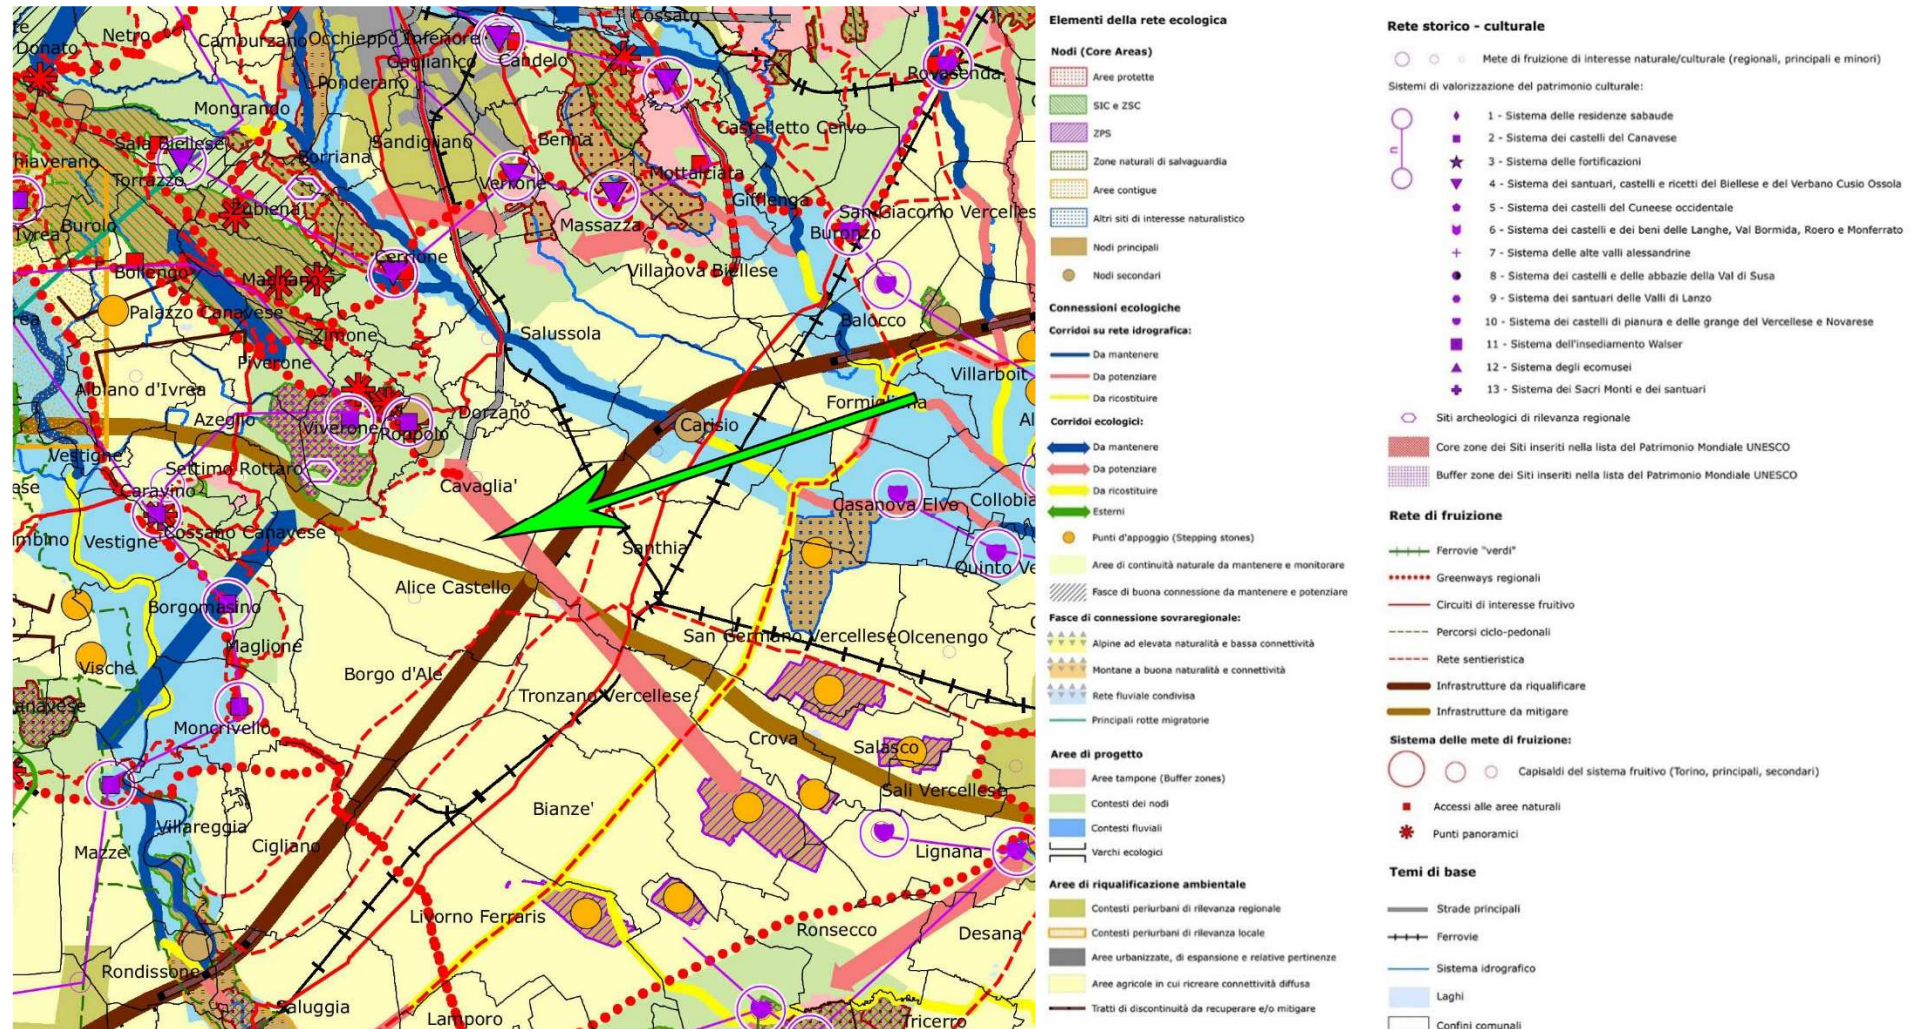 Donato
Netro
Camburzano
Occhieppo Inferiore
Cossato
Gaglianico
Candelo
Ponderano
Rovasenda
Mongrando
Castelletto Cervo
Sala Biellese
Sandigliano
Benna
hiaverano
Borriana
Torrazzo
Verrone
Mottalciata
Zubiena
Gifflenga
San Giacomo Vercelles
Burolo
Ivrea
Massazza
Buronzo
Cerrione
Bollengo
Magnano
Villanova Biellese
Palazzo Canavese
Salussola
Balocco
Zimone
Piverone
Villarboit
Albiano d'Ivrea
Formigliana
Azeglio
Viverone
Roppolo
Dorzano
Carisio
Vestigne'
Settimo Rottaro
Cavaglia'
Caravino
Casanova Elvo
Collobia
Vestigne'
Cossano Canavese
Santhia
Quinto Ve
Alice Castello
Borgomasino
San Germano Vercellese
Olcenengo
Maglione
Vische
Borgo d'Ale
Tronzano Vercellese
Moncrivello
Crova
Salasco
Sali Vercellese
Bianze'
Villareggia
Mazze'
Cigliano
Lignana
Livorno Ferraris
Ronsecco
Desana
Rondissone
Saluggia
Lamporo
Tricerro
Elementi della rete ecologica
Nodi (Core Areas)
Aree protette
SIC e ZSC
ZPS
Zone naturali di salvaguardia
Aree contigue
Altri siti di interesse naturalistico
Nodi principali
Nodi secondari
Connessioni ecologiche
Corridoi su rete idrografica:
Da mantenere
Da potenziare
Da ricostituire
Corridoi ecologici:
Da mantenere
Da potenziare
Da ricostituire
Esterni
Punti d'appoggio (Stepping stones)
Aree di continuità naturale da mantenere e monitorare
Fasce di buona connessione da mantenere e potenziare
Fasce di connessione sovraregionale:
Alpine ad elevata naturalità e bassa connettività
Montane a buona naturalità e connettività
Rete fluviale condivisa
Principali rotte migratorie
Aree di progetto
Aree tampone (Buffer zones)
Contesti dei nodi
Contesti fluviali
Varchi ecologici
Aree di riqualificazione ambientale
Contesti periurbani di rilevanza regionale
Contesti periurbani di rilevanza locale
Aree urbanizzate, di espansione e relative pertinenze
Aree agricole in cui ricreare connettività diffusa
Tratti di discontinuità da recuperare e/o mitigare
Rete storico - culturale
Mete di fruizione di interesse naturale/culturale (regionali, principali e minori)
Sistemi di valorizzazione del patrimonio culturale:
n
1 - Sistema delle residenze sabaude
2 - Sistema dei castelli del Canavese
3 - Sistema delle fortificazioni
4 - Sistema dei santuari, castelli e ricetti del Biellese e del Verbano Cusio Ossola
5 - Sistema dei castelli del Cuneese occidentale
6 - Sistema dei castelli e dei beni delle Langhe, Val Bormida, Roero e Monferrato
7 - Sistema delle alte valli alessandrine
8 - Sistema dei castelli e delle abbazie della Val di Susa
9 - Sistema dei santuari delle Valli di Lanzo
10 - Sistema dei castelli di pianura e delle grange del Vercellese e Novarese
11 - Sistema dell'insediamento Walser
12 - Sistema degli ecomusei
13 - Sistema dei Sacri Monti e dei santuari
Siti archeologici di rilevanza regionale
Core zone dei Siti inseriti nella lista del Patrimonio Mondiale UNESCO
Buffer zone dei Siti inseriti nella lista del Patrimonio Mondiale UNESCO
Rete di fruizione
Ferrovie "verdi"
Greenways regionali
Circuiti di interesse fruitivo
Percorsi ciclo-pedonali
Rete sentieristica
Infrastrutture da riqualificare
Infrastrutture da mitigare
Sistema delle mete di fruizione:
Capisaldi del sistema fruitivo (Torino, principali, secondari)
Accessi alle aree naturali
Punti panoramici
Temi di base
Strade principali
Ferrovie
Sistema idrografico
Laghi
Confini comunali